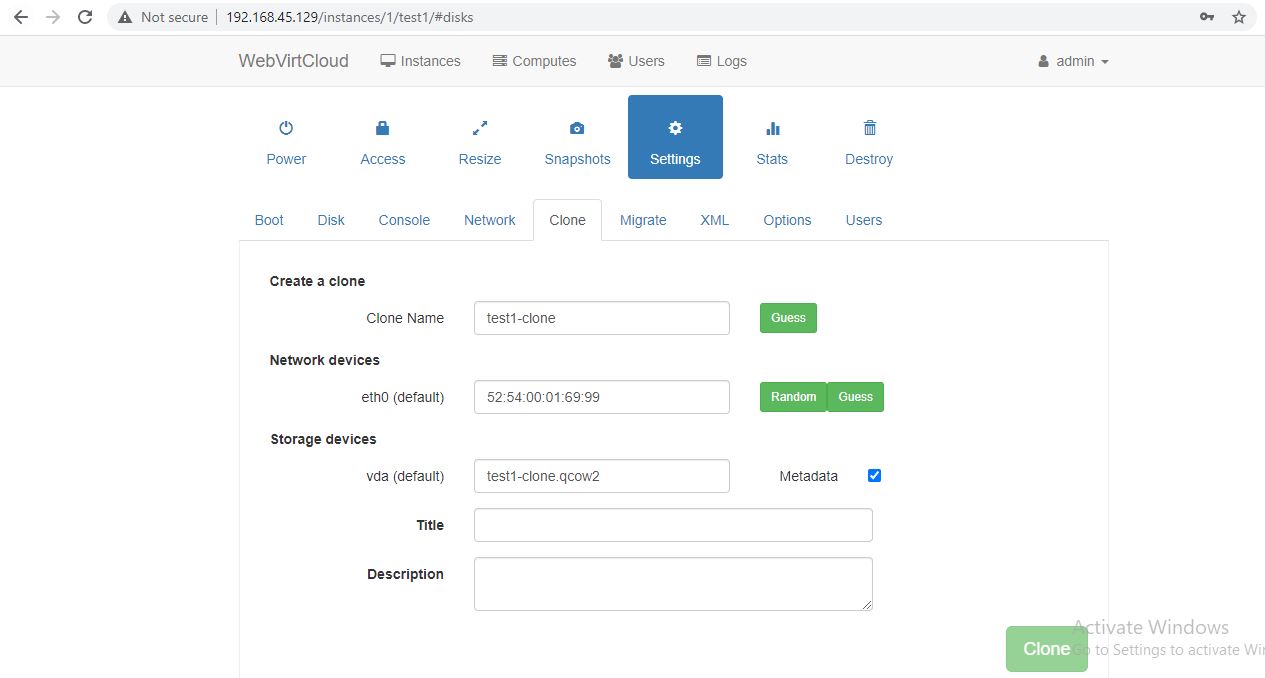 Not secure 192.168.45.129/instances/1/test1/#disks
WebVirtCloud Instances Computes Users Logs admin
Power Access Resize Snapshots Settings Stats Destroy
Boot Disk Console Network Clone Migrate XML Options Users
Create a clone
Clone Name test1-clone Guess
Network devices
eth0 (default) 52:54:00:01:69:99 Random Guess
Storage devices
vda (default) test1-clone.qcow2 Metadata
Title
Description
Activate Windows
Clone
to Settings to activate